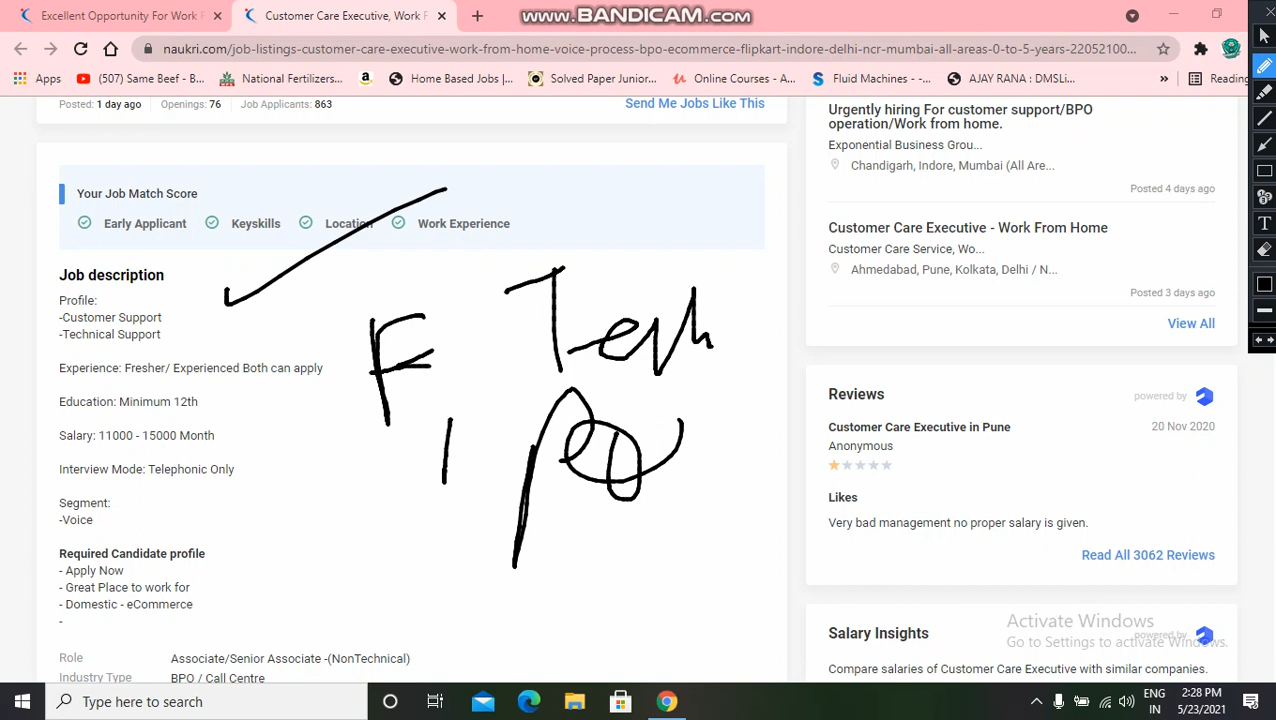 Excellent Opportunity For Work F
Customer Care Executive, Work F
www.BANDICAM.com
naukri.com/job-listings-customer-care-executive-work-from-home-voice-process-bpo-ecommerce-flipkart-indore-delhi-ncr-mumbai-all-areas-0-to-5-years-22052100...
Apps
(507) Same Beef - B...
National Fertilizers...
Home Based Jobs |...
Solved Paper Junior...
Online Courses - A...
Fluid Machines - -...
AJAY RANA : DMSLi...
»
Reading
Posted: 1 day ago
Openings: 76
Job Applicants: 863
Send Me Jobs Like This
Your Job Match Score
Early Applicant
Keyskills
Location
Work Experience
Job description
Profile:
-Customer Support
-Technical Support
Experience: Fresher/ Experienced Both can apply
Education: Minimum 12th
Salary: 11000 - 15000 Month
Interview Mode: Telephonic Only
Segment:
-Voice
Required Candidate profile
- Apply Now
- Great Place to work for
- Domestic - eCommerce
-
Role
Associate/Senior Associate -(NonTechnical)
Industry Type
BPO / Call Centre
Tech
F
Urgently hiring For customer support/BPO
operation/Work from home.
Exponential Business Grou...
Chandigarh, Indore, Mumbai (All Are...
Posted 4 days ago
Customer Care Executive - Work From Home
Customer Care Service, Wo...
Ahmedabad, Pune, Kolkata, Delhi / N...
Posted 3 days ago
View All
Reviews
powered by
Customer Care Executive in Pune
20 Nov 2020
Anonymous
Likes
Very bad management no proper salary is given.
Read All 3062 Reviews
Activate Windows
Salary Insights
powered by
Go to Settings to activate Windows.
Compare salaries of Customer Care Executive with similar companies.
Type here to search
ENG
IN
2:28 PM
5/23/2021